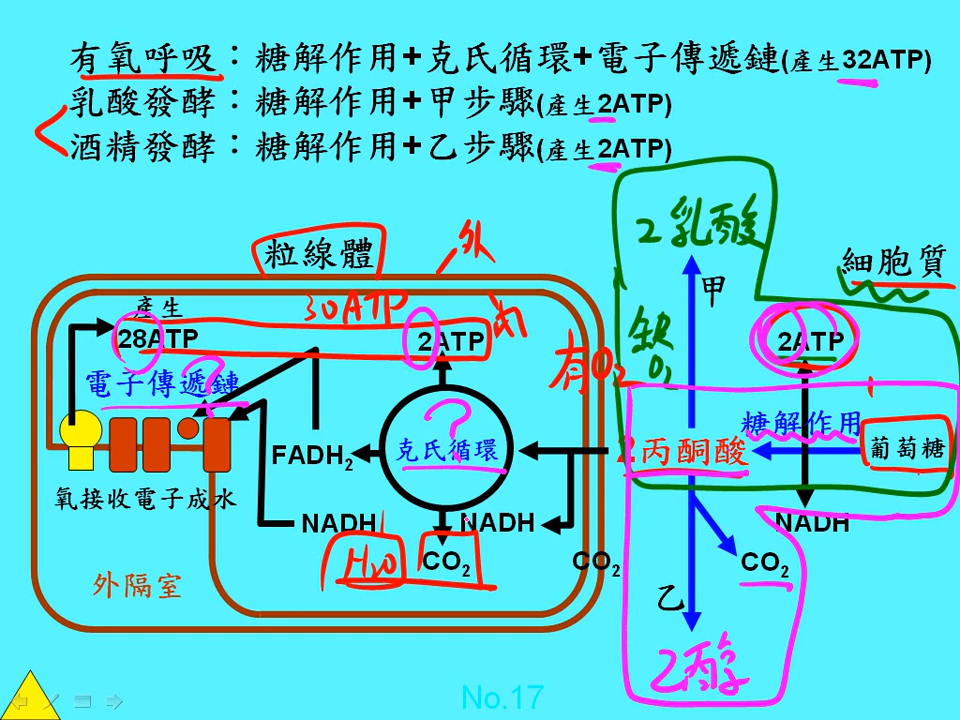 有氧呼吸：糖解作用+克氏循環+電子傳遞鏈(產生32ATP)
乳酸發酵：糖解作用+甲步驟(產生2ATP)
酒精發酵：糖解作用+乙步驟(產生2ATP)
2乳酸
粒線體
外
細胞質
甲
產生
30ATP
內
28ATP
2ATP
缺O2
2ATP
有O2
電子傳遞鏈
?
?
糖解作用
克氏循環
2丙酮酸
葡萄糖
FADH2
氧接收電子成水
NADH
NADH
NADH
H2O
CO2
CO2
CO2
外隔室
乙
乙醇
No.17